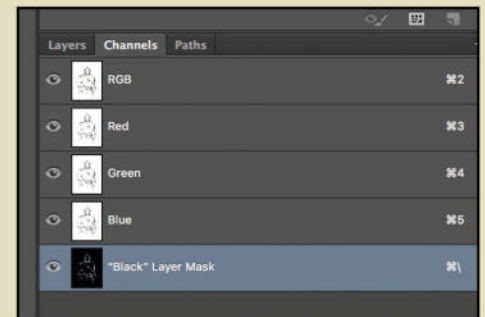 Layers Channels Paths
RGB ⌘2
Red ⌘3
Green ⌘4
Blue ⌘5
"Black" Layer Mask ⌘\